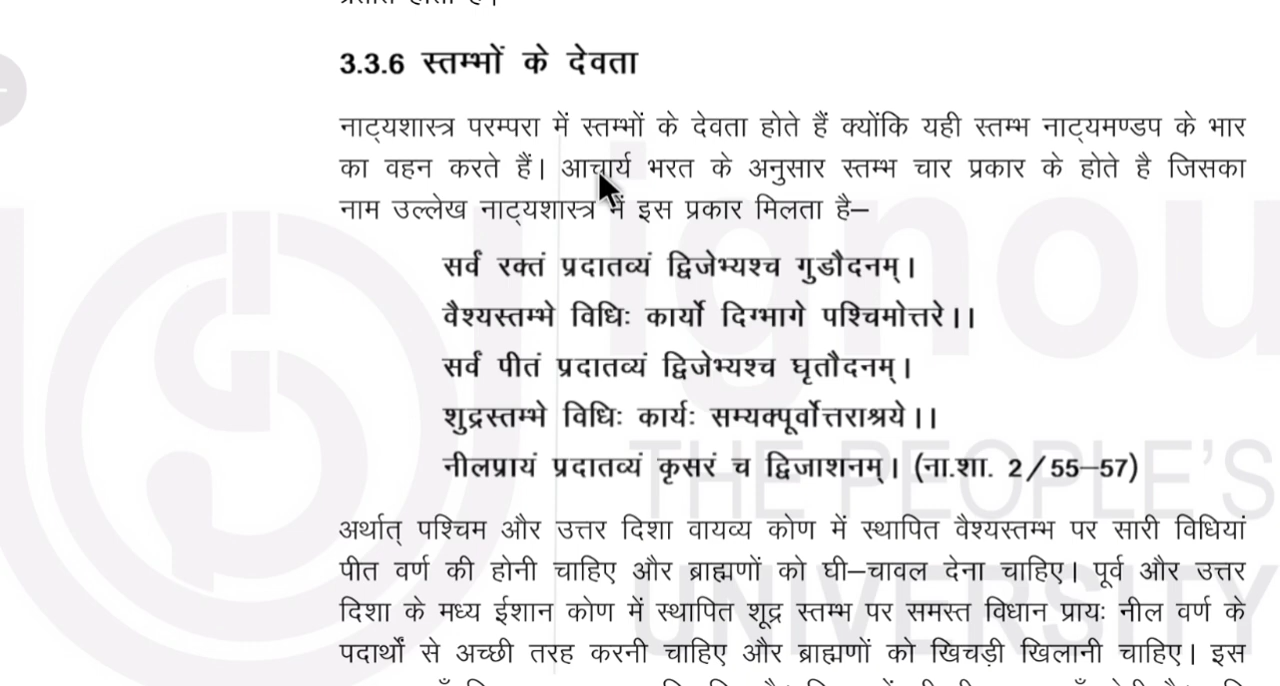 3.3.6 स्तम्भों के देवता
नाट्यशास्त्र परम्परा में स्तम्भों के देवता होते हैं क्योंकि यही स्तम्भ नाट्यमण्डप के भार
का वहन करते हैं। आचार्य भरत के अनुसार स्तम्भ चार प्रकार के होते है जिसका
नाम उल्लेख नाट्यशास्त्र में इस प्रकार मिलता है–
सर्वं रक्तं प्रदातव्यं द्विजेभ्यश्च गुडौदनम्।
वैश्यस्तम्भे विधिः कार्यो दिग्भागे पश्चिमोत्तरे।।
सर्वं पीतं प्रदातव्यं द्विजेभ्यश्च घृतौदनम्।
शुद्रस्तम्भे विधिः कार्यः सम्यक्पूर्वोत्तराश्रये।।
नीलप्रायं प्रदातव्यं कृसरं च द्विजाशनम्। (ना.शा. 2/55–57)
अर्थात् पश्चिम और उत्तर दिशा वायव्य कोण में स्थापित वैश्यस्तम्भ पर सारी विधियां
पीत वर्ण की होनी चाहिए और ब्राह्मणों को घी–चावल देना चाहिए। पूर्व और उत्तर
दिशा के मध्य ईशान कोण में स्थापित शूद्र स्तम्भ पर समस्त विधान प्रायः नील वर्ण के
पदार्थों से अच्छी तरह करनी चाहिए और ब्राह्मणों को खिचड़ी खिलानी चाहिए। इस
ignou
THE PEOPLE'S
UNIVERSITY